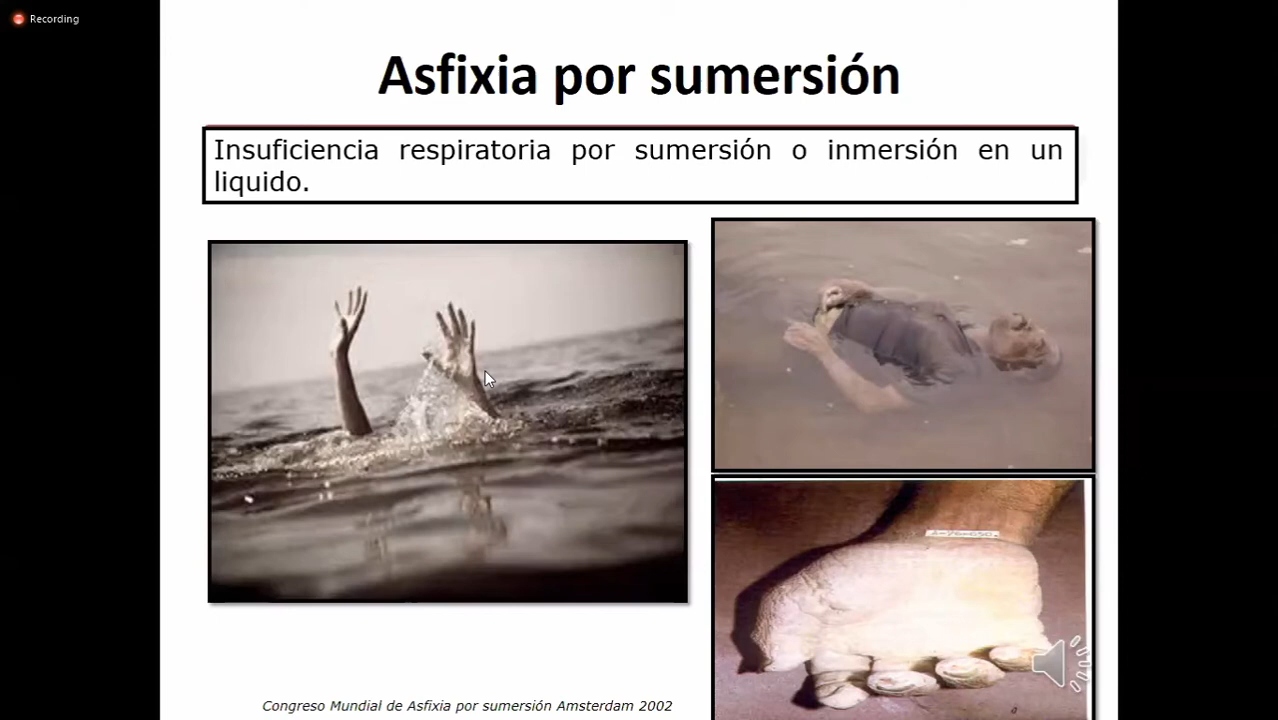 Recording
Asfixia por sumersión
Insuficiencia respiratoria por sumersión o inmersión en un
liquido.
Congreso Mundial de Asfixia por sumersión Amsterdam 2002